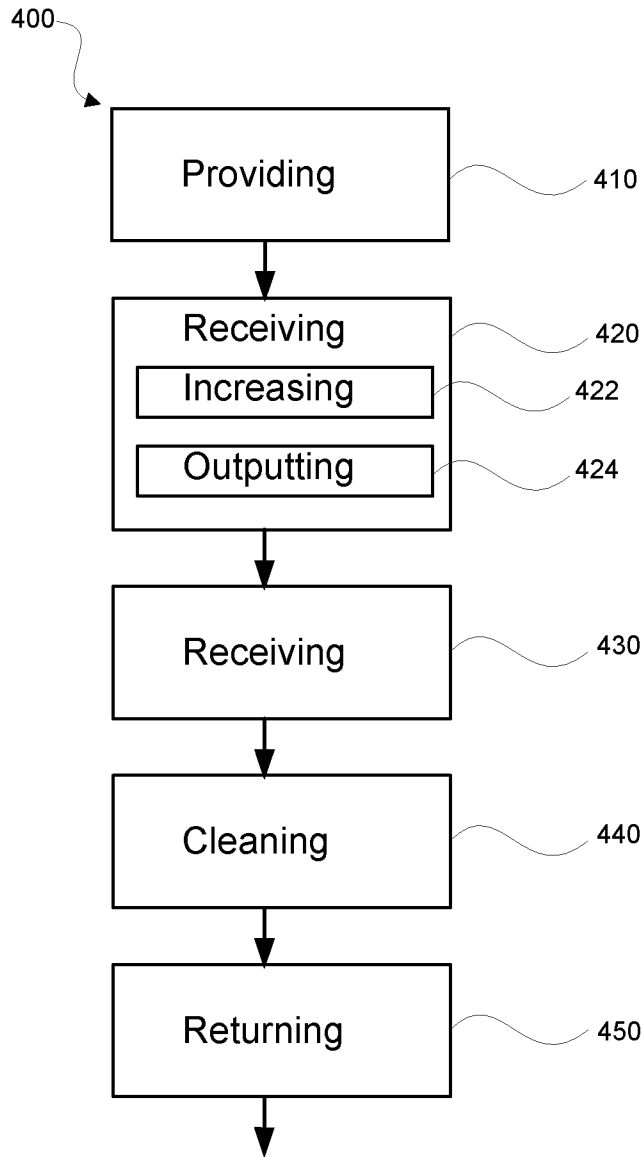 400
Providing
410
Receiving
420
Increasing
422
Outputting
424
Receiving
430
Cleaning
440
Returning
450